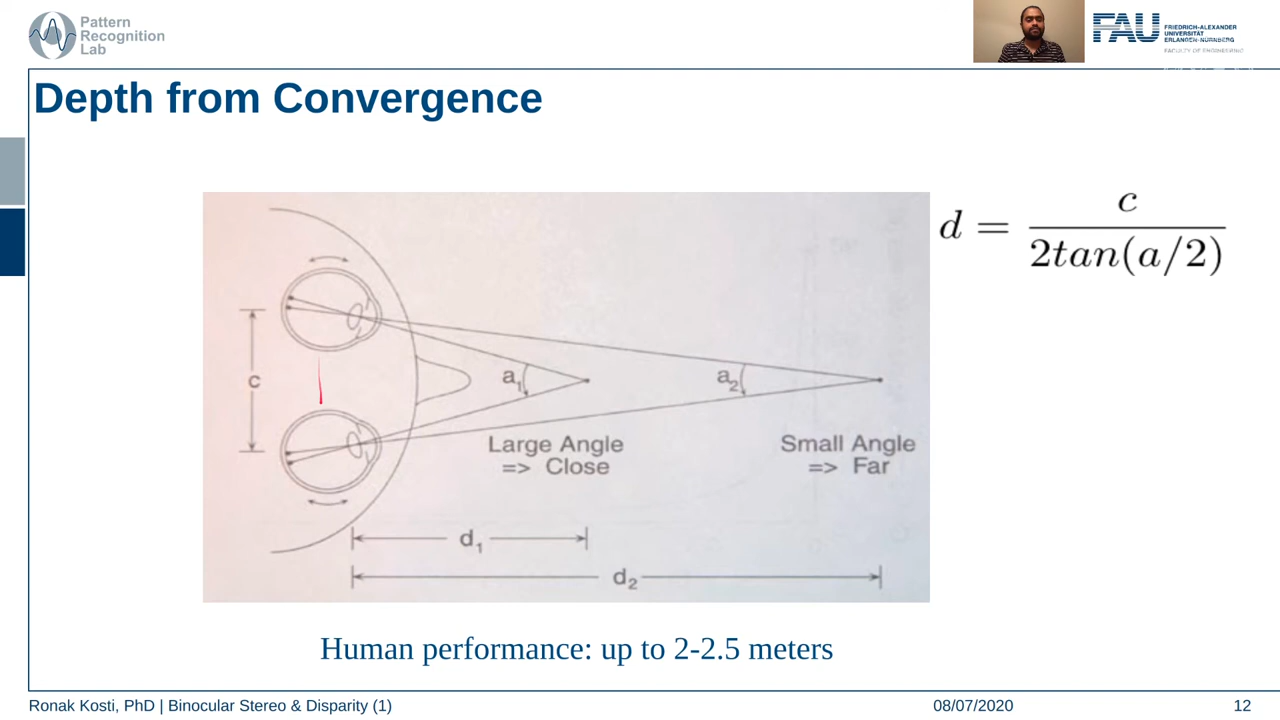 Pattern
Recognition
Lab
FAU
FRIEDRICH-ALEXANDER
UNIVERSITÄT
ERLANGEN-NÜRNBERG
FACULTY OF ENGINEERING
Depth from Convergence
d = c / 2tan(a/2)
c
a1
a2
Large Angle
=> Close
Small Angle
=> Far
d1
d2
Human performance: up to 2-2.5 meters
Ronak Kosti, PhD | Binocular Stereo & Disparity (1)
08/07/2020
12